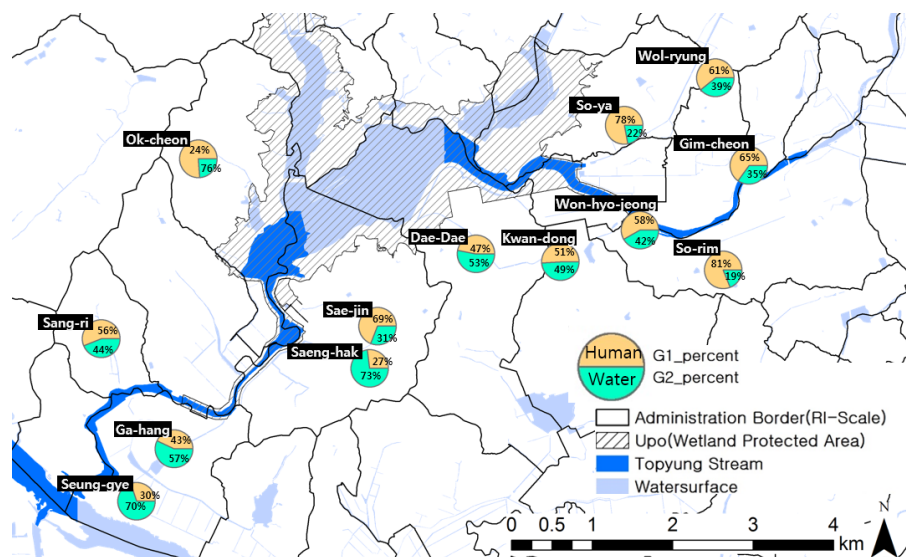 Wol-ryung
61%
39%
So-ya
78%
22%
Ok-cheon
24%
76%
Gim-cheon
65%
35%
Won-hyo-jeong
58%
42%
Dae-Dae
47%
53%
Kwan-dong
51%
49%
So-rim
81%
19%
Sae-jin
69%
31%
Sang-ri
56%
44%
Saeng-hak
27%
73%
Human
G1_percent
Water
G2_percent
Administration Border(RI-Scale)
Upo(Wetland Protected Area)
Topyung Stream
Watersurface
Ga-hang
43%
57%
Seung-gye
30%
70%
0 0.5 1 2 3 4
km
N